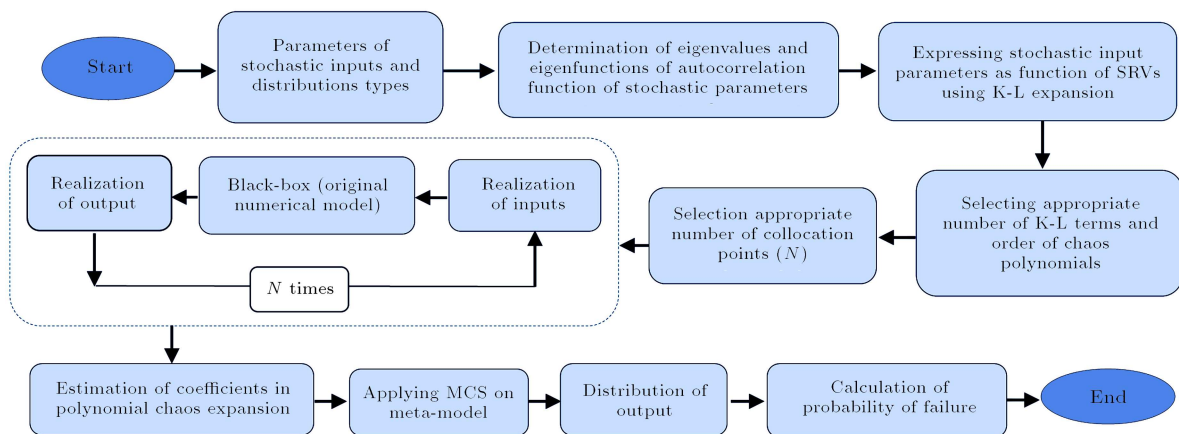 Start
Parameters of
stochastic inputs and
distributions types
Determination of eigenvalues and
eigenfunctions of autocorrelation
function of stochastic parameters
Expressing stochastic input
parameters as function of SRVs
using K-L expansion
Selecting appropriate
number of K-L terms and
order of chaos
polynomials
Selection appropriate
number of collocation
points (N)
Realization
of inputs
Black-box (original
numerical model)
Realization
of output
N times
Estimation of coefficients in
polynomial chaos expansion
Applying MCS on
meta-model
Distribution of
output
Calculation of
probability of failure
End